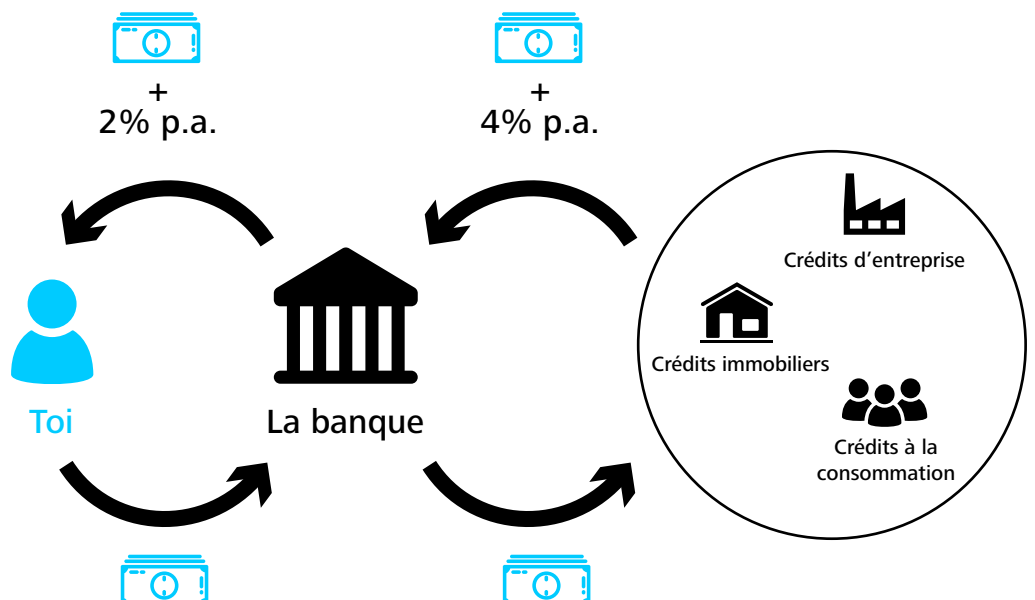 +
2% p.a.
+
4% p.a.
Crédits d'entreprise
Crédits immobiliers
Crédits à la
consommation
Toi
La banque